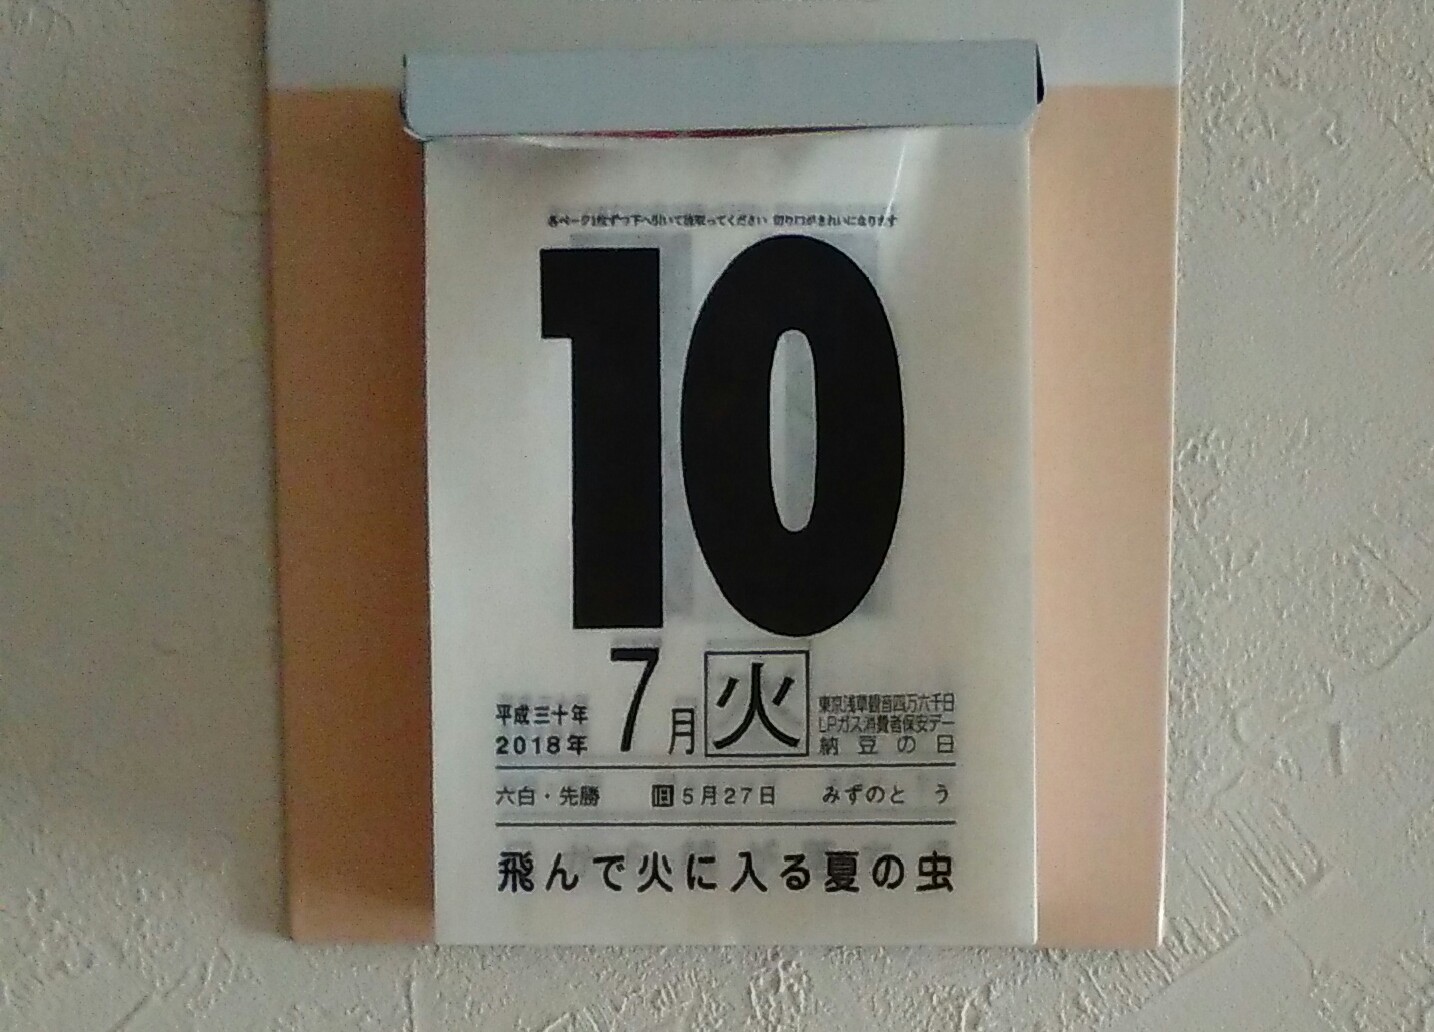 各ページ1枚ずつ下へ引いて切取ってください 切り口がきれいになります
10
平成三十年
2018年
7月
火
東京浅草観音四万六千日
LPガス消費者保安デー
納豆の日
六白・先勝 旧5月27日 みずのと う
飛んで火に入る夏の虫